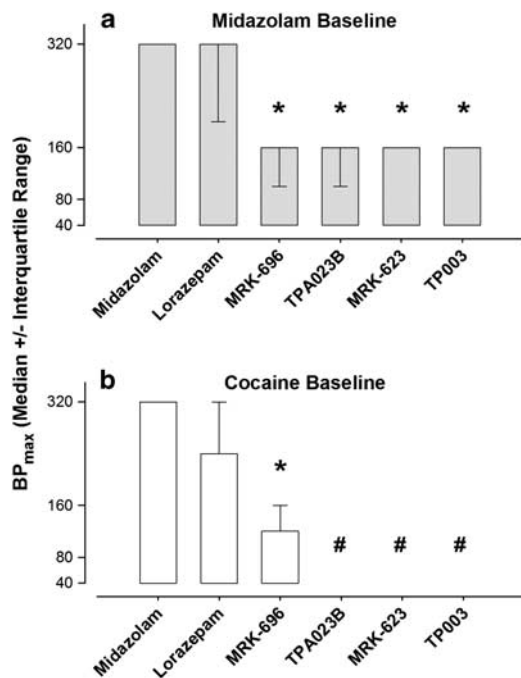 a Midazolam Baseline
320
* * * *
160
80
40
Midazolam
Lorazepam
MRK-696
TPA023B
MRK-623
TP003
BPmax (Median +/- Interquartile Range)
b Cocaine Baseline
320
*
160
# # #
80
40
Midazolam
Lorazepam
MRK-696
TPA023B
MRK-623
TP003